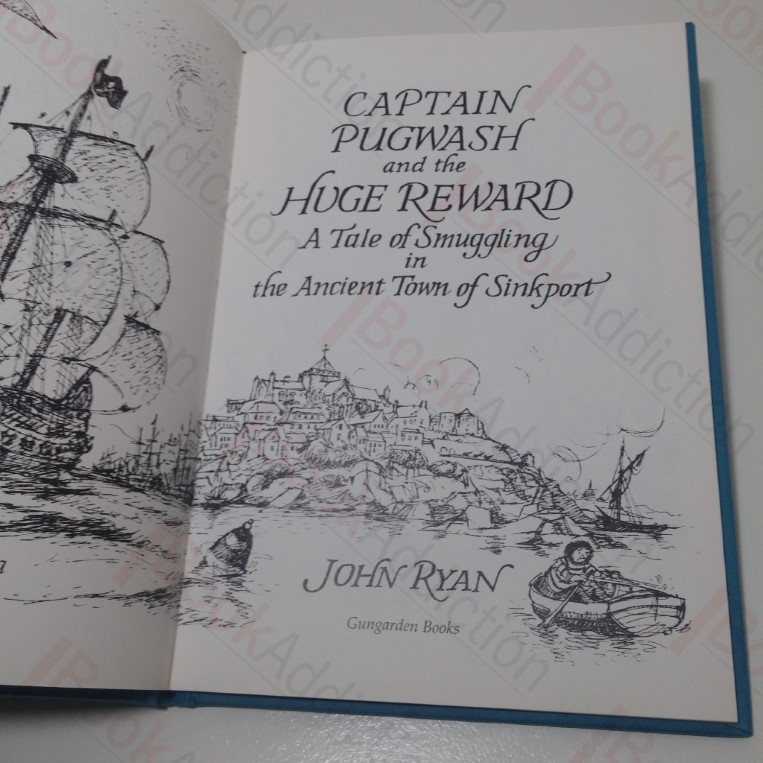 CAPTAIN
PUGWASH
and the
HUGE REWARD
A Tale of Smuggling
in
the Ancient Town of Sinkport
JOHN RYAN
Gungarden Books
BookAddiction